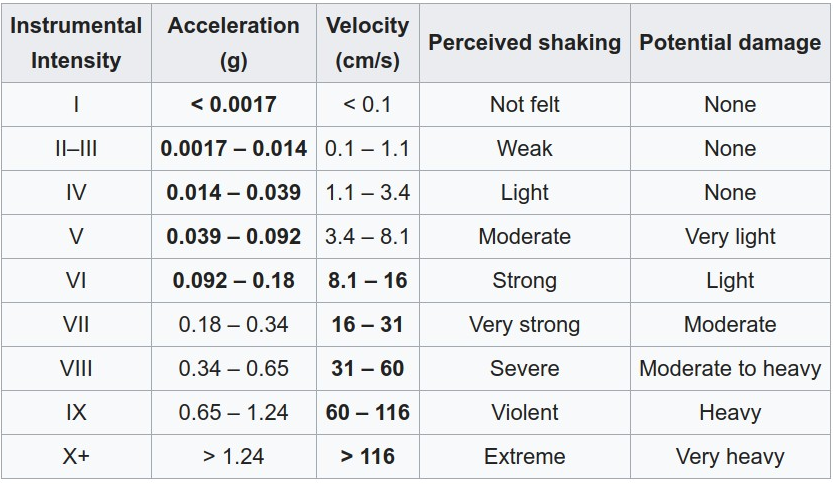 Instrumental Intensity Acceleration (g) Velocity (cm/s) Perceived shaking Potential damage
I < 0.0017 < 0.1 Not felt None
II–III 0.0017 – 0.014 0.1 – 1.1 Weak None
IV 0.014 – 0.039 1.1 – 3.4 Light None
V 0.039 – 0.092 3.4 – 8.1 Moderate Very light
VI 0.092 – 0.18 8.1 – 16 Strong Light
VII 0.18 – 0.34 16 – 31 Very strong Moderate
VIII 0.34 – 0.65 31 – 60 Severe Moderate to heavy
IX 0.65 – 1.24 60 – 116 Violent Heavy
X+ > 1.24 > 116 Extreme Very heavy